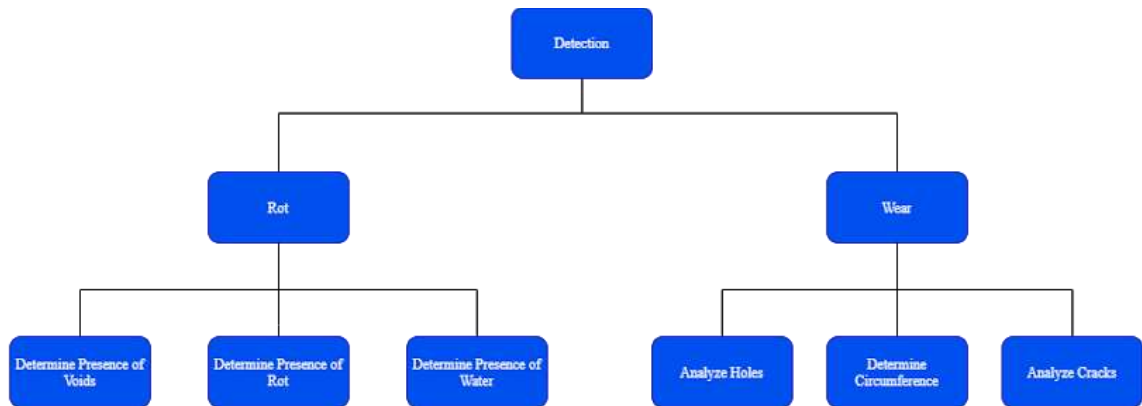 Detection
Rot
Wear
Determine Presence of
Voids
Determine Presence of
Rot
Determine Presence of
Water
Analyze Holes
Determine
Circumference
Analyze Cracks